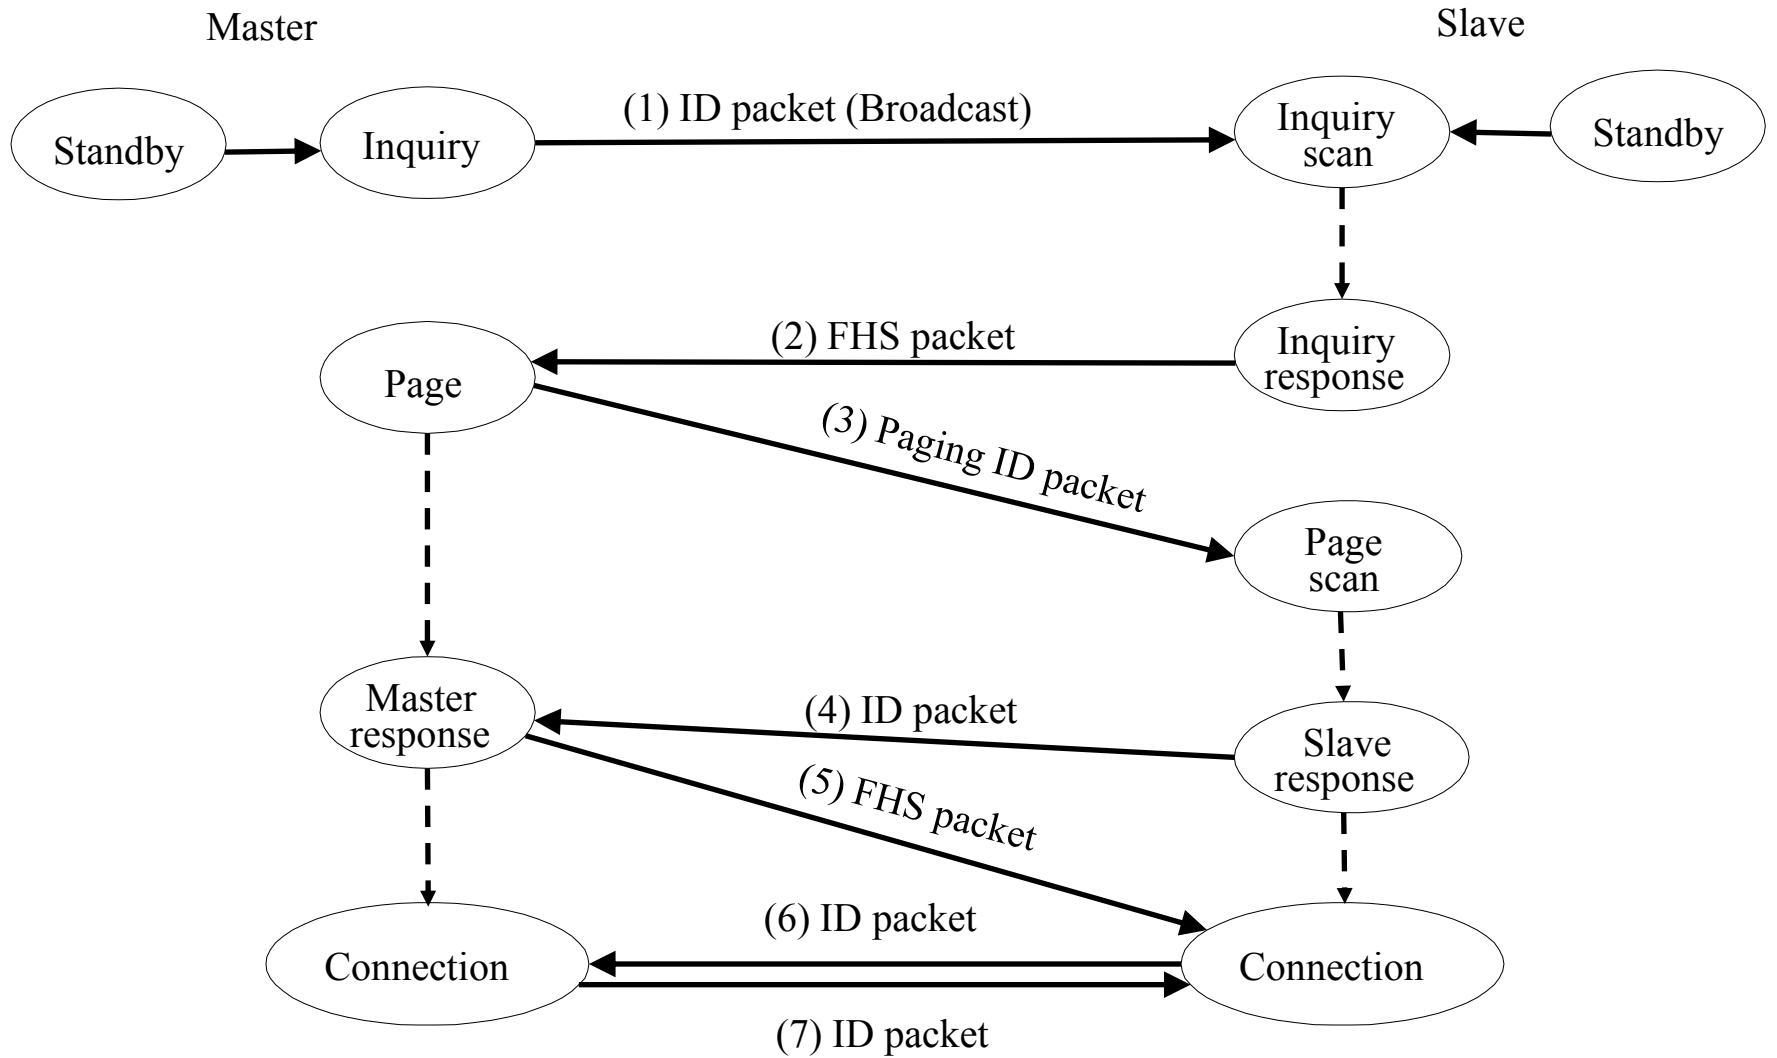 Master
Slave
Standby
Inquiry
(1) ID packet (Broadcast)
Inquiry
scan
Standby
Page
(2) FHS packet
Inquiry
response
(3) Paging ID packet
Page
scan
Master
response
(4) ID packet
Slave
response
(5) FHS packet
Connection
(6) ID packet
Connection
(7) ID packet